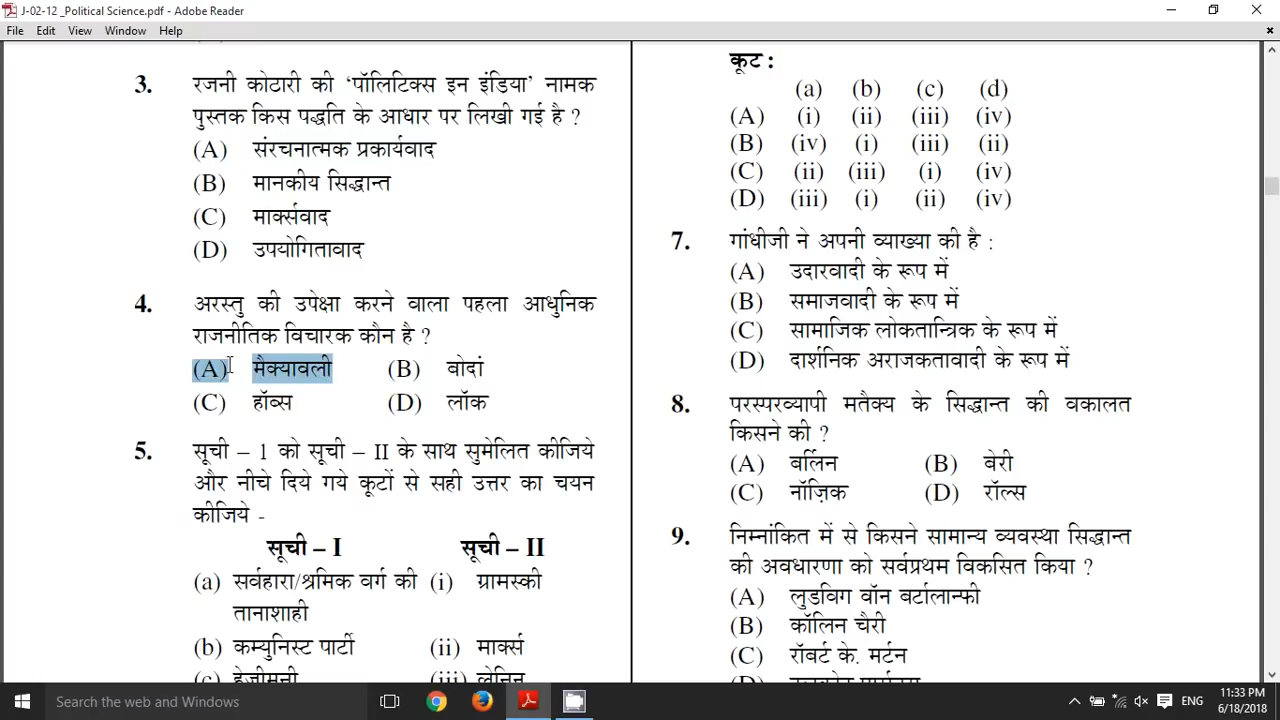 J-02-12 _Political Science.pdf - Adobe Reader
File Edit View Window Help
3. रजनी कोटारी की ‘पॉलिटिक्स इन इंडिया’ नामक
पुस्तक किस पद्धति के आधार पर लिखी गई है ?
(A) संरचनात्मक प्रकार्यवाद
(B) मानकीय सिद्धान्त
(C) मार्क्सवाद
(D) उपयोगितावाद
4. अरस्तु की उपेक्षा करने वाला पहला आधुनिक
राजनीतिक विचारक कौन है ?
(A) मैक्यावली (B) बोदां
(C) हॉब्स (D) लॉक
5. सूची – 1 को सूची – II के साथ सुमेलित कीजिये
और नीचे दिये गये कूटों से सही उत्तर का चयन
कीजिये -
सूची – I सूची – II
(a) सर्वहारा/श्रमिक वर्ग की (i) ग्रामस्की
तानाशाही
(b) कम्युनिस्ट पार्टी (ii) मार्क्स
(c) हेजीमनी (iii) लेनिन
कूट :
(a) (b) (c) (d)
(A) (i) (ii) (iii) (iv)
(B) (iv) (i) (iii) (ii)
(C) (ii) (iii) (i) (iv)
(D) (iii) (i) (ii) (iv)
7. गांधीजी ने अपनी व्याख्या की है :
(A) उदारवादी के रूप में
(B) समाजवादी के रूप में
(C) सामाजिक लोकतान्त्रिक के रूप में
(D) दार्शनिक अराजकतावादी के रूप में
8. परस्परव्यापी मतैक्य के सिद्धान्त की वकालत
किसने की ?
(A) बर्लिन (B) बेरी
(C) नॉज़िक (D) रॉल्स
9. निम्नांकित में से किसने सामान्य व्यवस्था सिद्धान्त
की अवधारणा को सर्वप्रथम विकसित किया ?
(A) लुडविग वॉन बर्टालान्फी
(B) कॉलिन चैरी
(C) रॉबर्ट के. मर्टन
Search the web and Windows
ENG
11:33 PM
6/18/2018